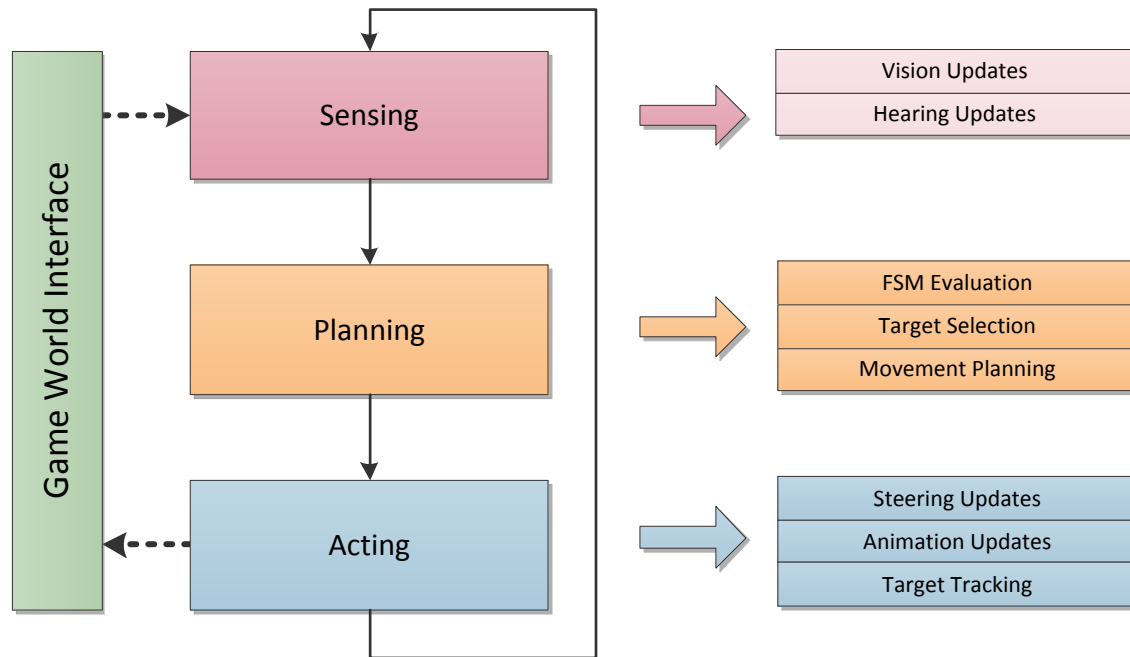 Game World Interface
Sensing
Vision Updates
Hearing Updates
Planning
FSM Evaluation
Target Selection
Movement Planning
Acting
Steering Updates
Animation Updates
Target Tracking